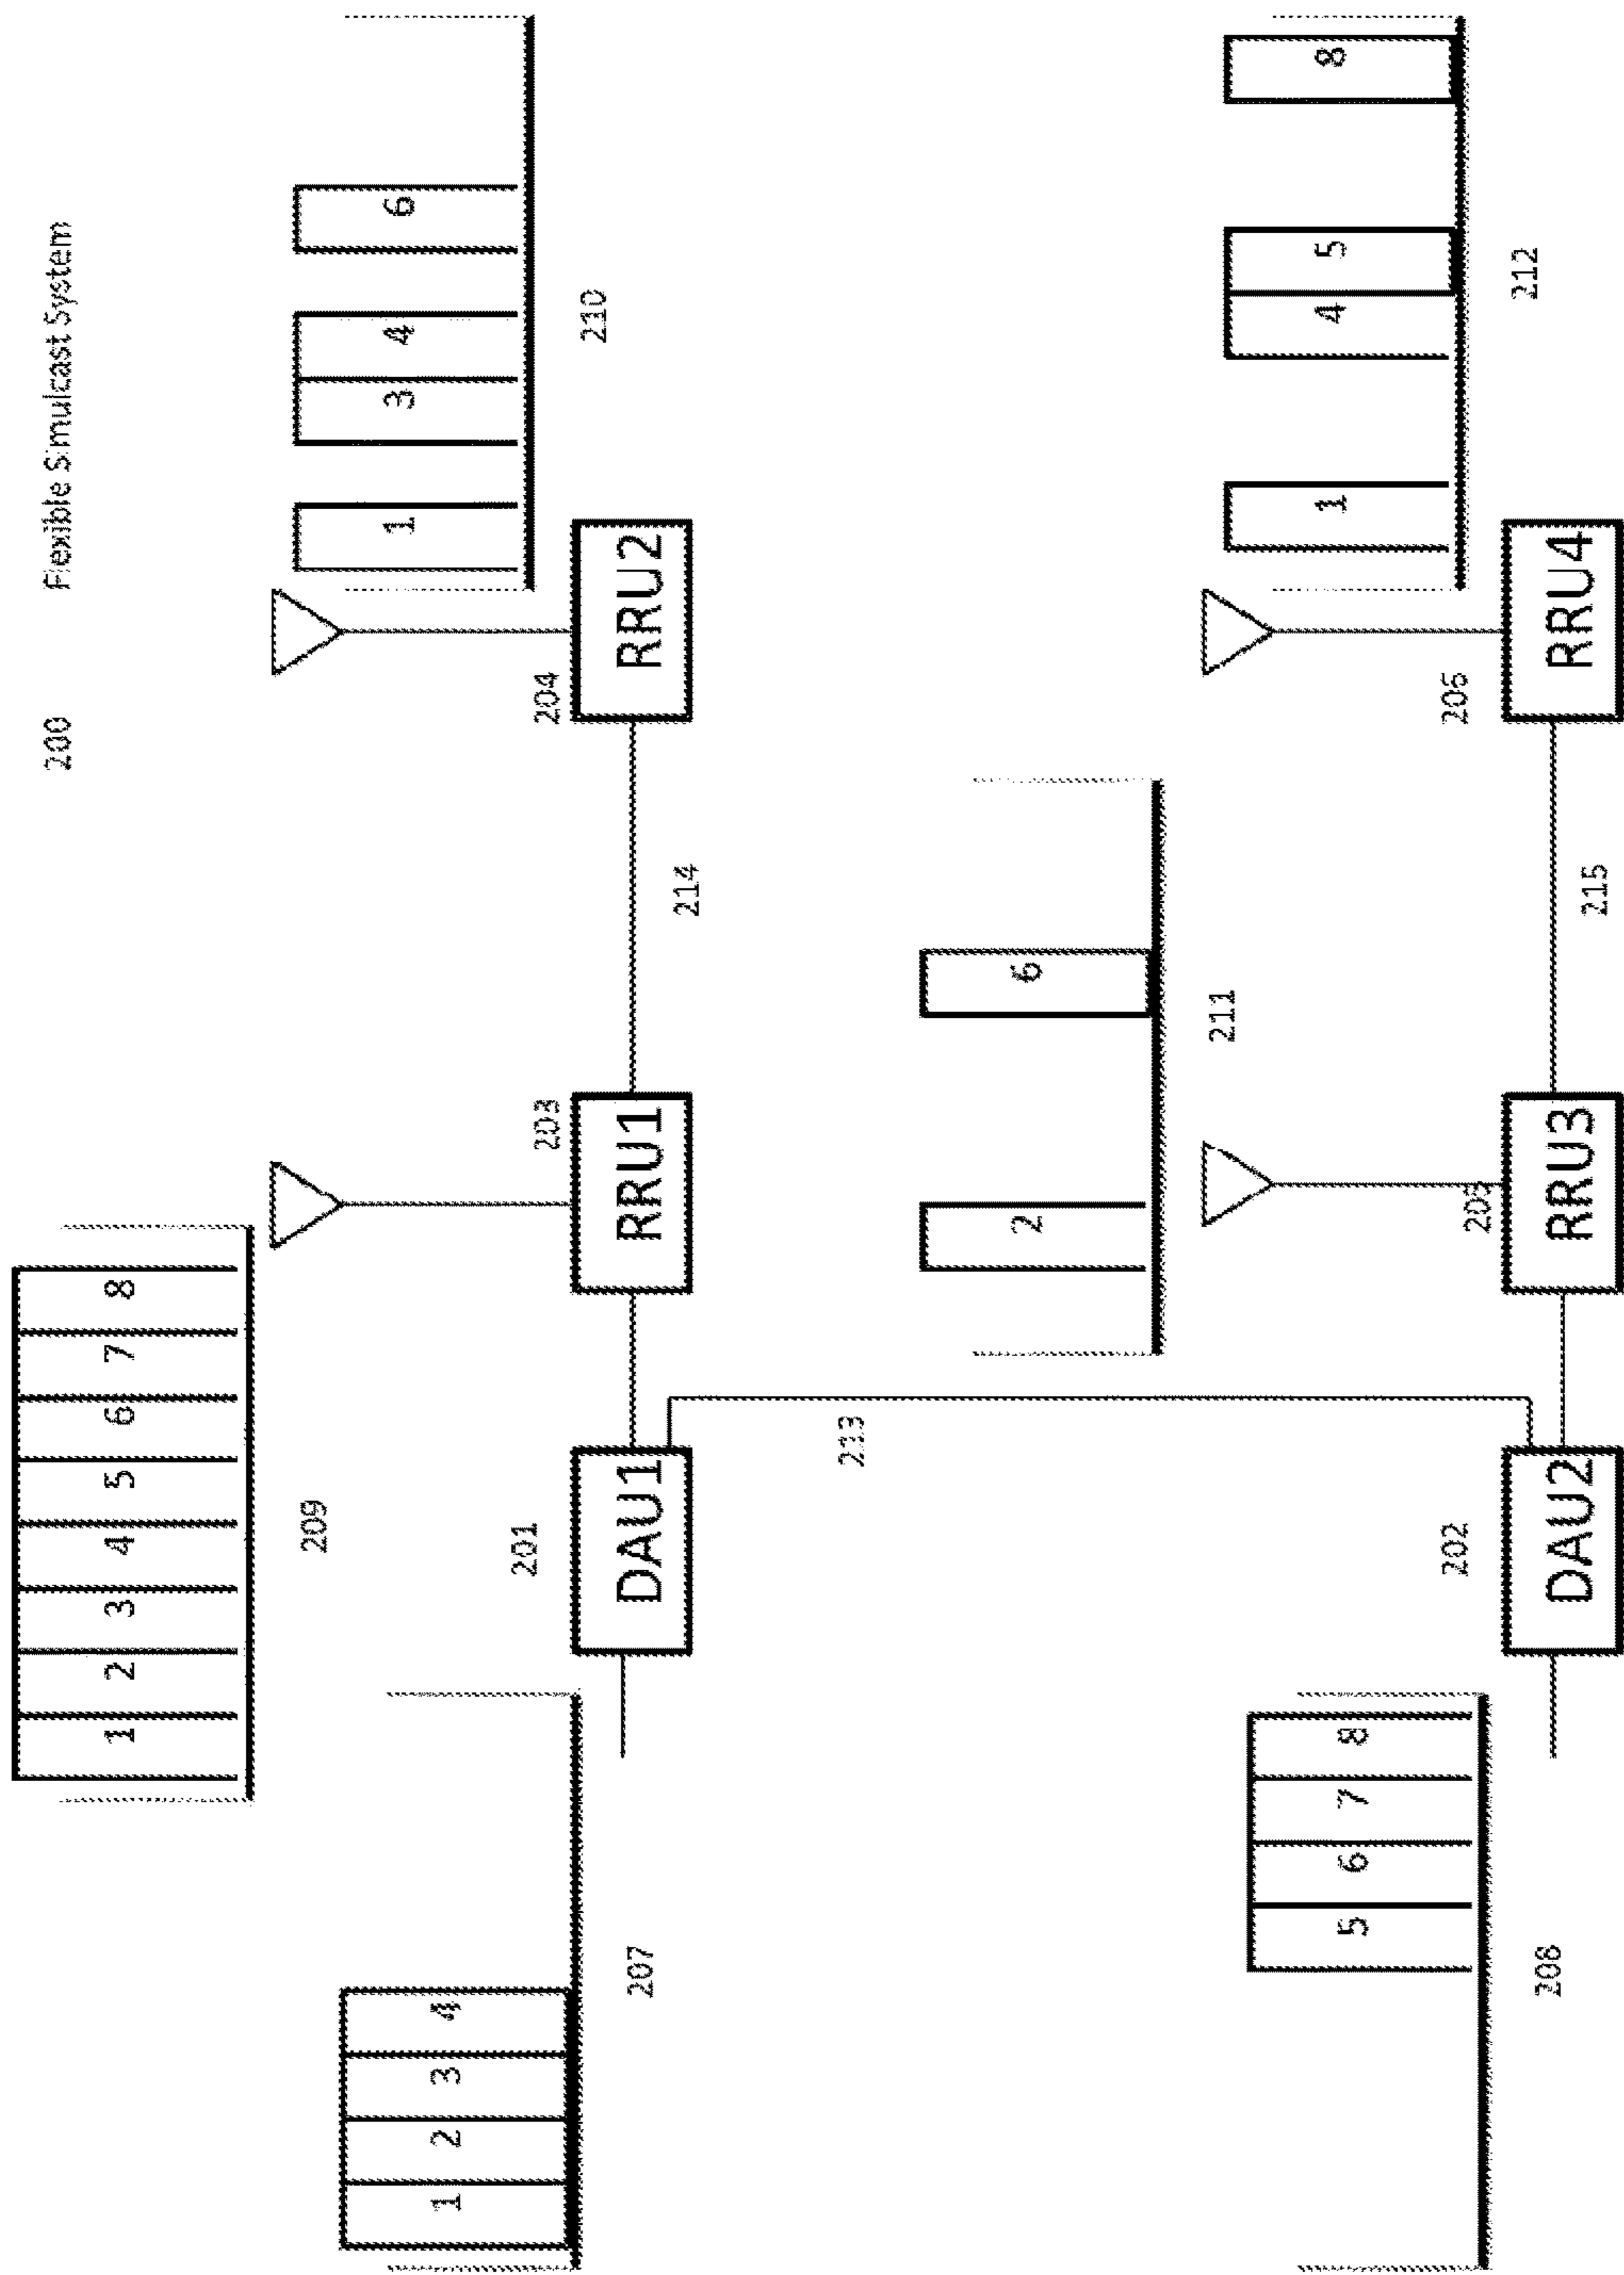 200 Flexible Simulcast System
1 2 3 4 5 6 7 8
209
1 2 3 4
1 3 4 6
201
203
204
210
207
DAU1
RRU1
RRU2
214
213
2 6
211
5 6 7 8
1 4 5 8
202
205
206
212
208
DAU2
RRU3
RRU4
215